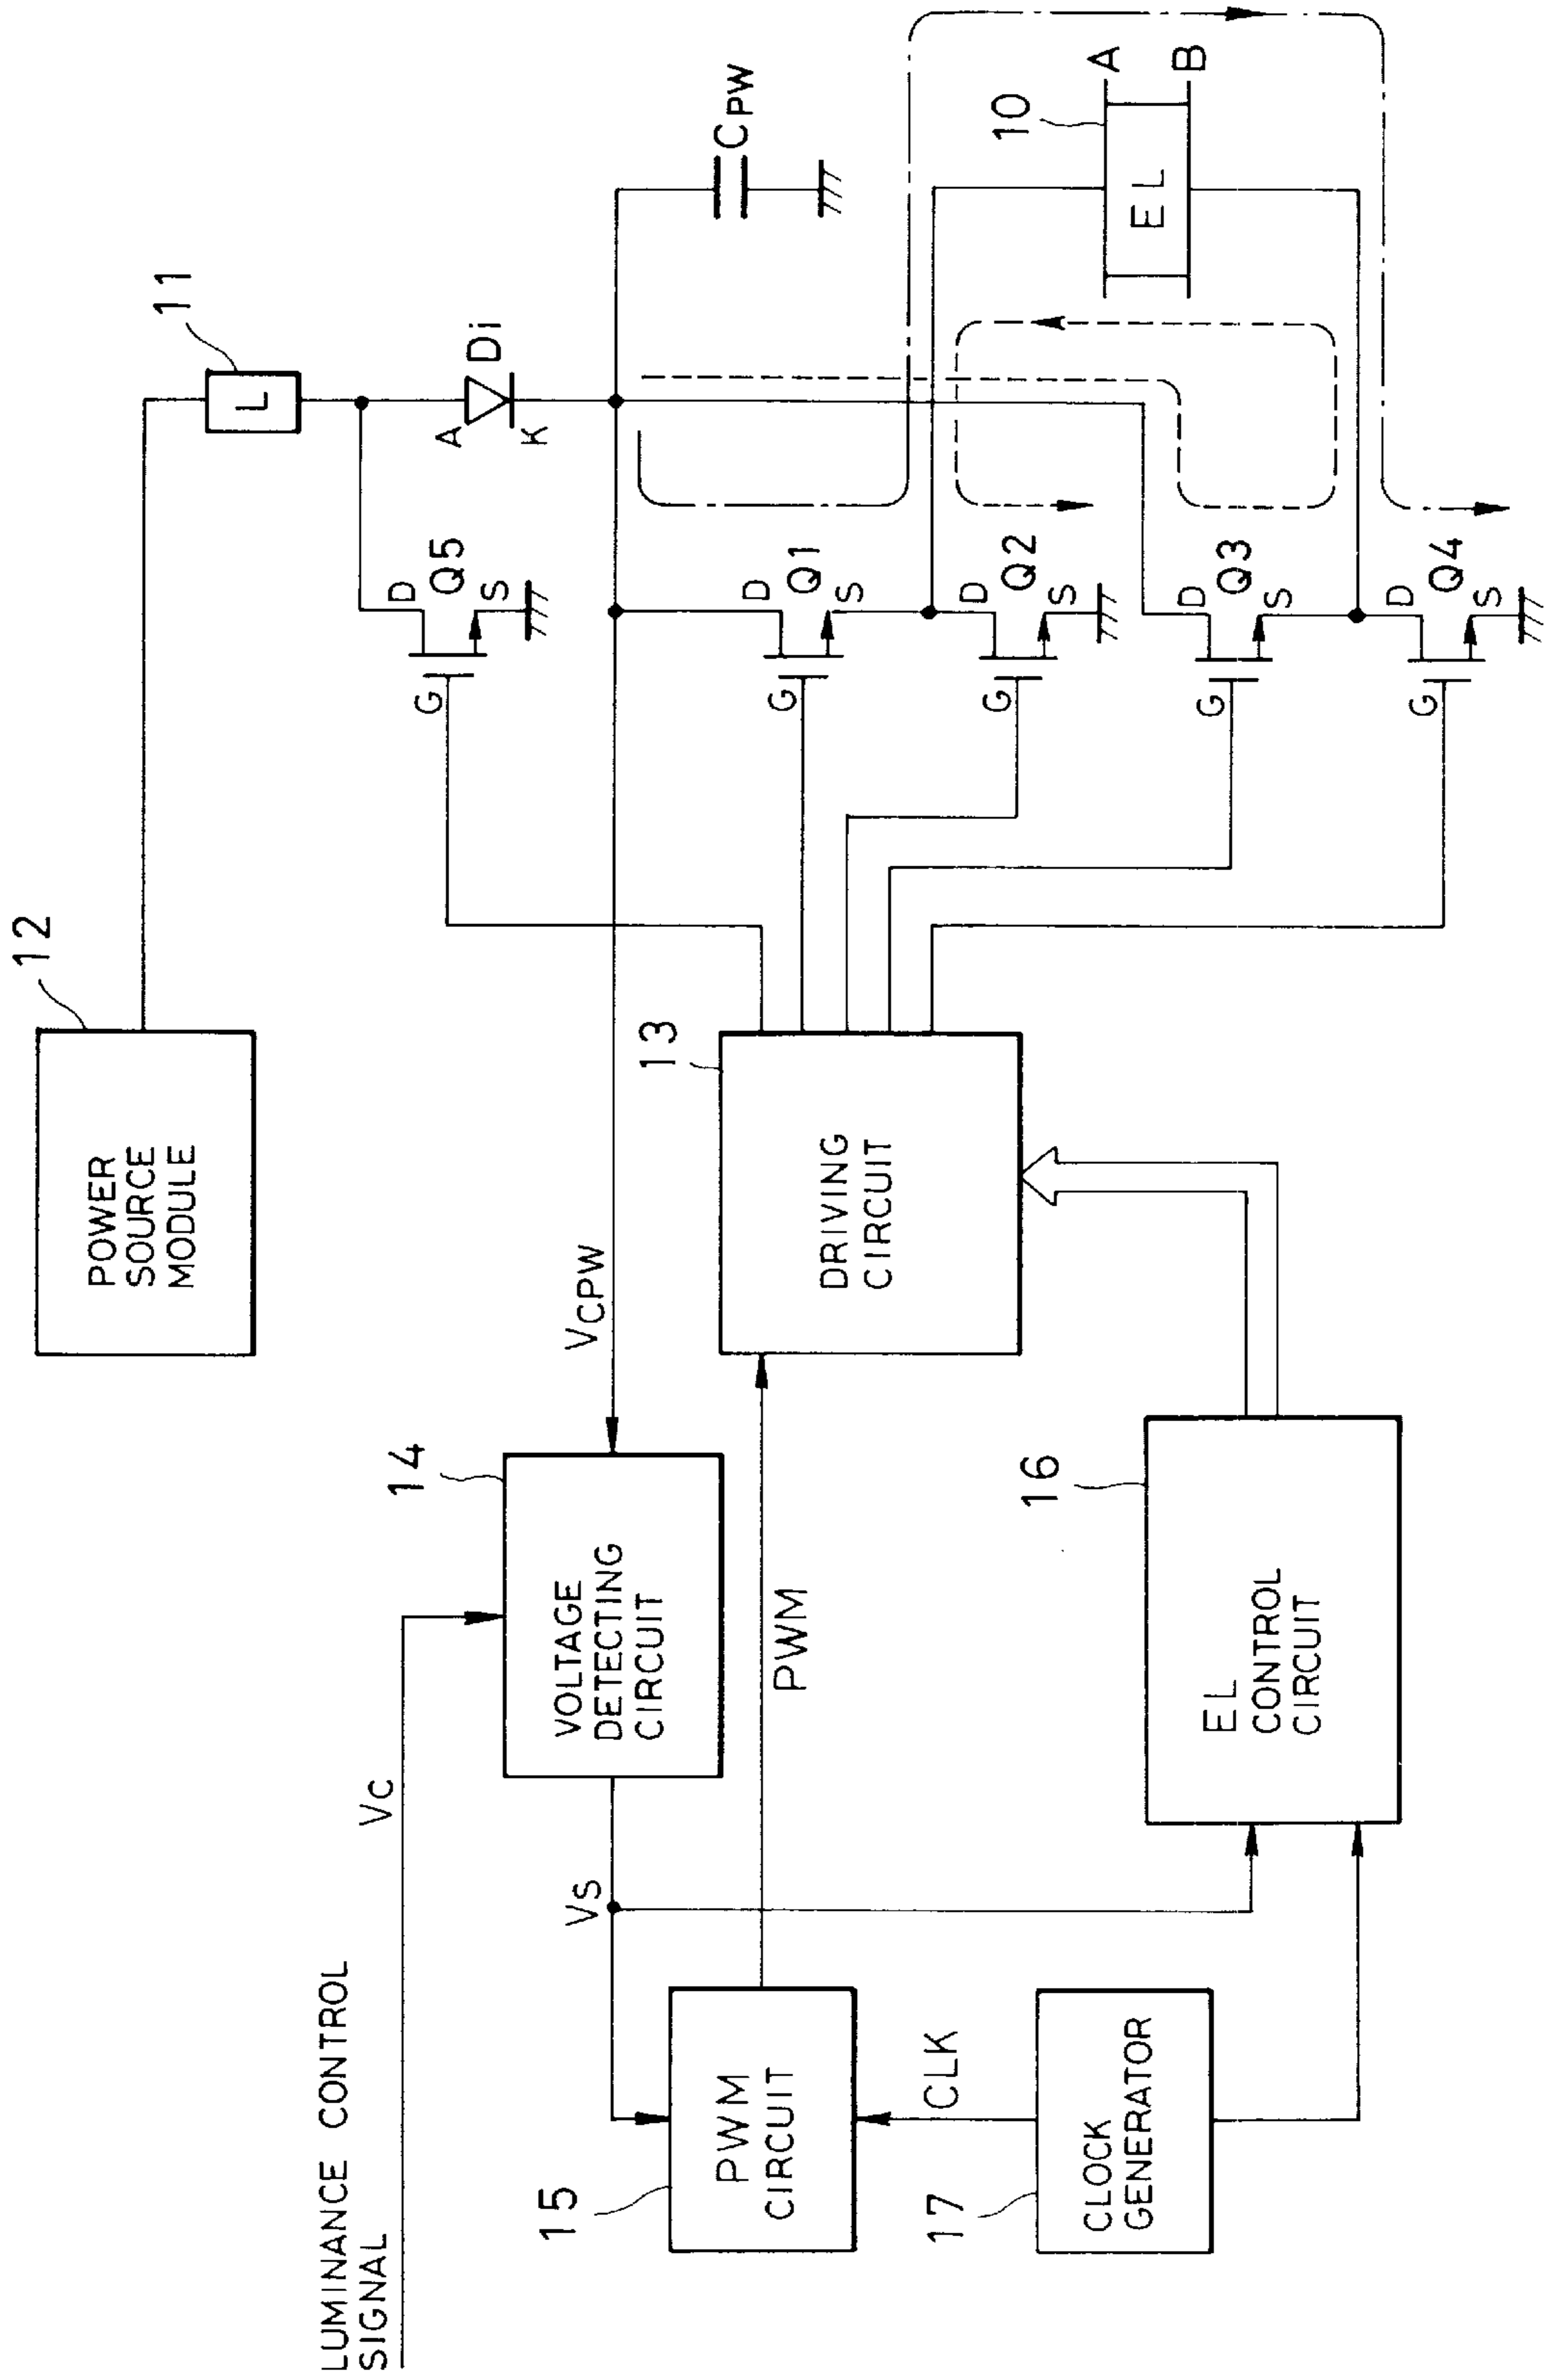 12
POWER
SOURCE
MODULE
11
L
A
Di
K
CPW
LUMINANCE CONTROL
SIGNAL
VC
14
VOLTAGE
DETECTING
CIRCUIT
VS
VCPW
Q5
D
S
G
15
PWM
CIRCUIT
PWM
13
DRIVING
CIRCUIT
Q1
D
S
G
Q2
D
S
G
Q3
D
S
G
Q4
D
S
G
10
EL
A
B
17
CLOCK
GENERATOR
CLK
16
EL
CONTROL
CIRCUIT